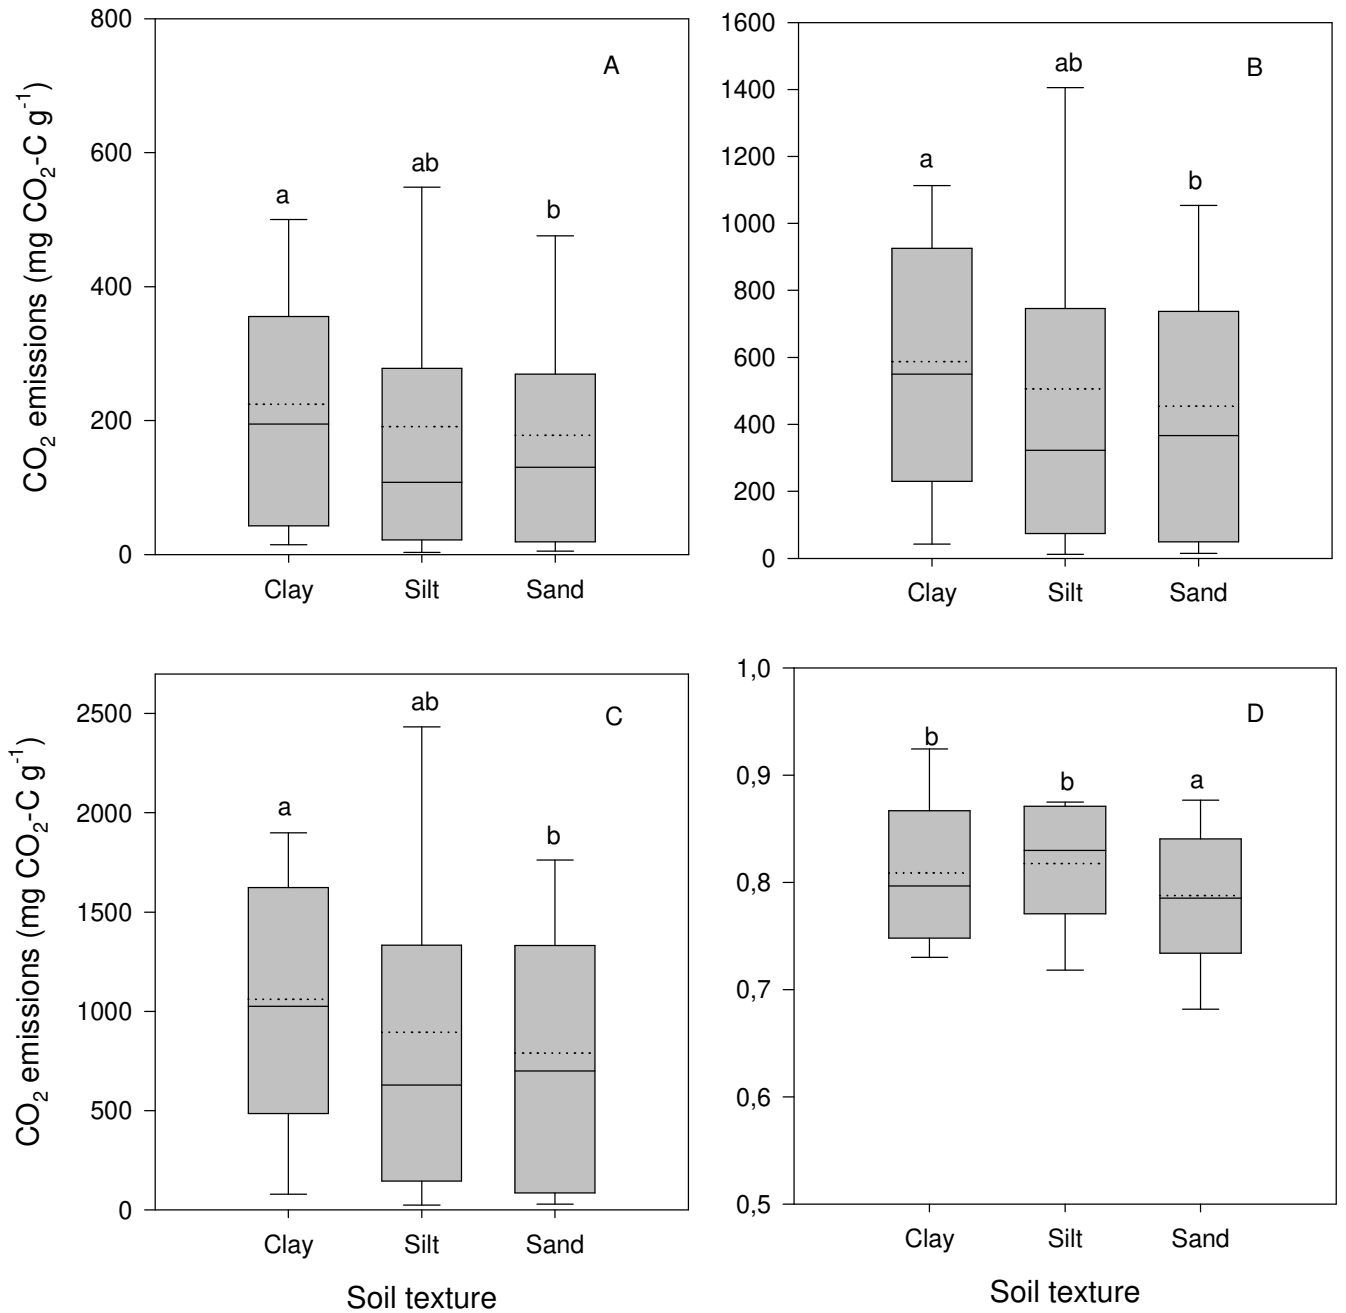 800
600
400
200
0
CO2 emissions (mg CO2-C g-1)
A
a
ab
b
Clay Silt Sand
1600
1400
1200
1000
800
600
400
200
0
B
a
ab
b
Clay Silt Sand
2500
2000
1500
1000
500
0
CO2 emissions (mg CO2-C g-1)
C
a
ab
b
Clay Silt Sand
Soil texture
1,0
0,9
0,8
0,7
0,6
0,5
D
b
b
a
Clay Silt Sand
Soil texture